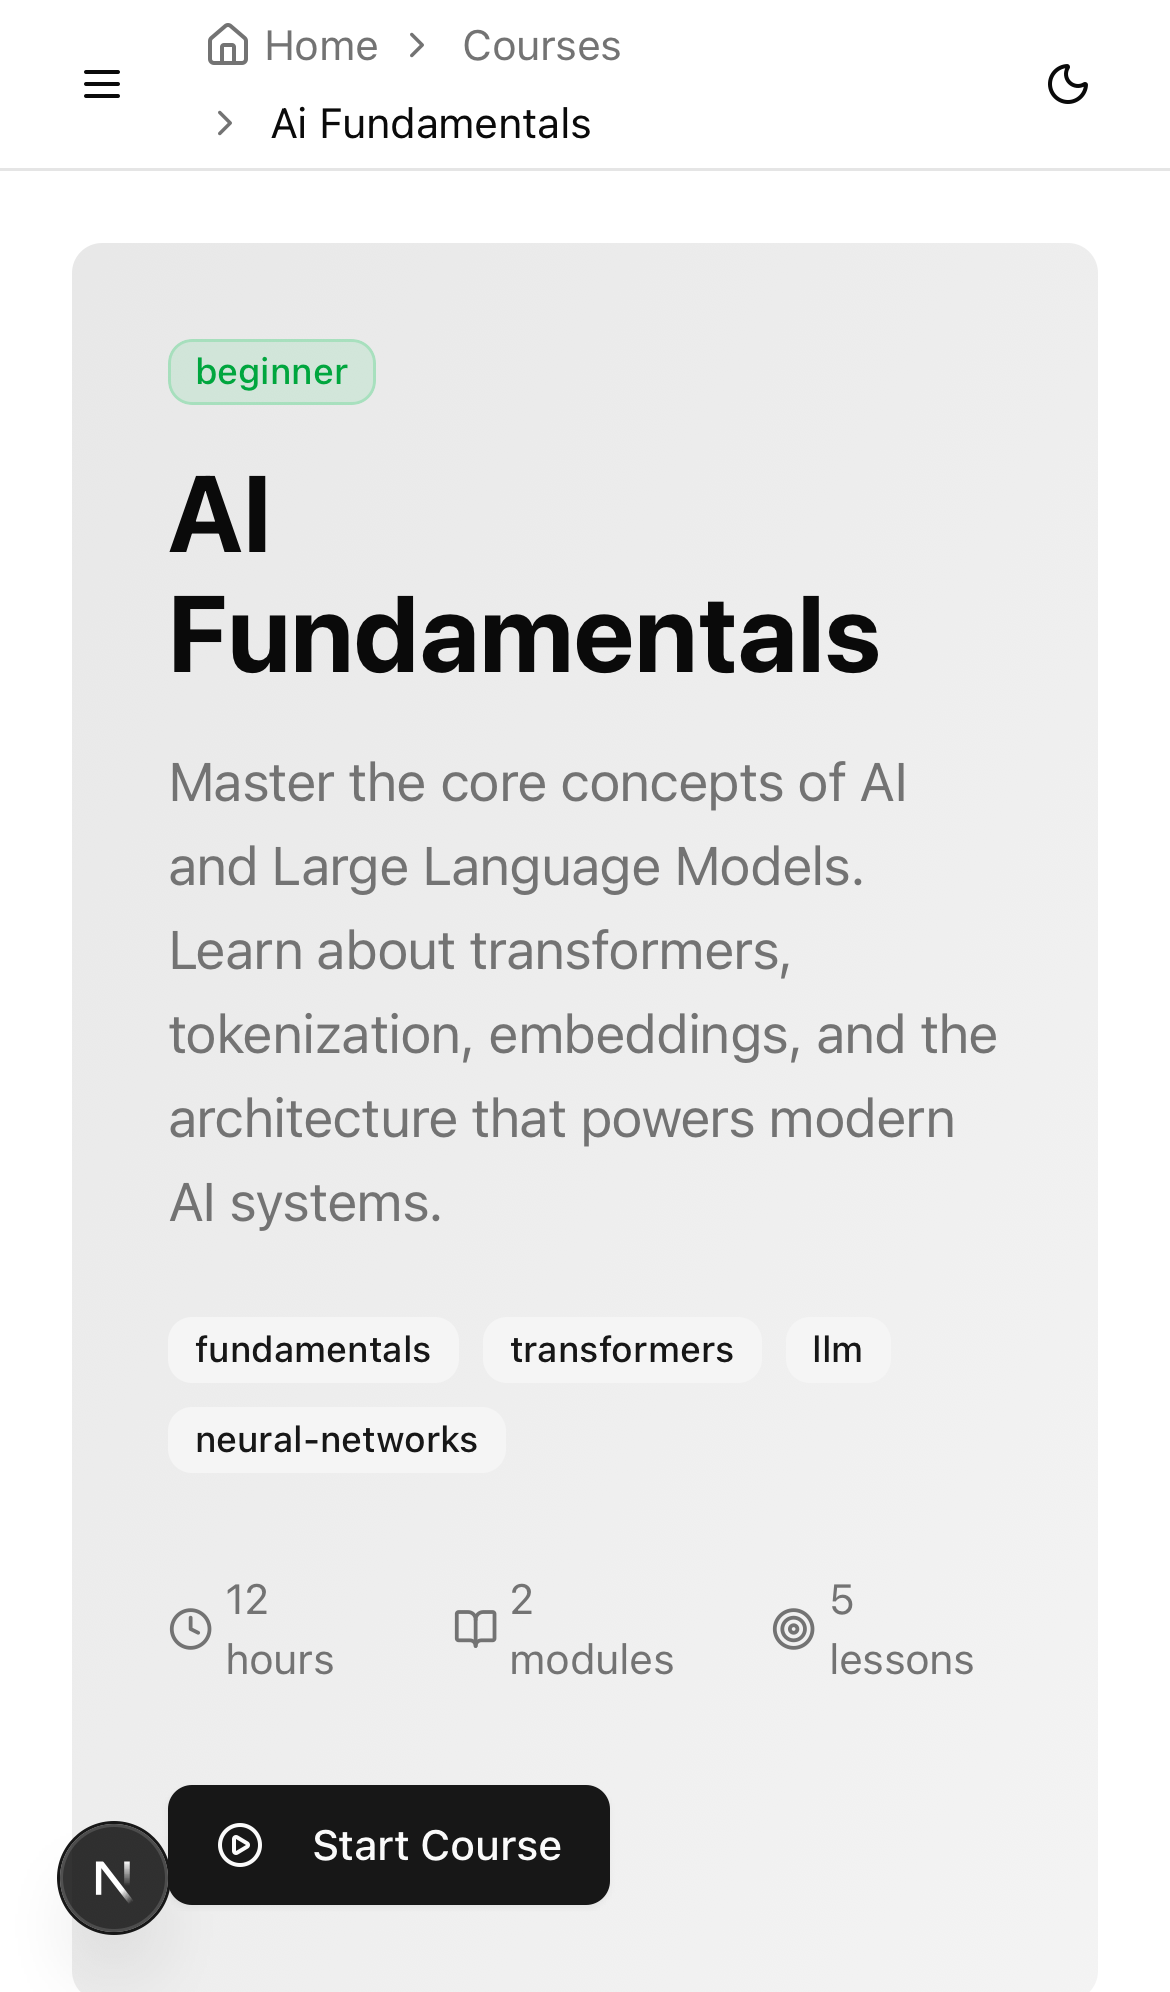 Home > Courses
> Ai Fundamentals
beginner
AI
Fundamentals
Master the core concepts of AI
and Large Language Models.
Learn about transformers,
tokenization, embeddings, and the
architecture that powers modern
AI systems.
fundamentals transformers llm
neural-networks
12 hours
2 modules
5 lessons
Start Course
N